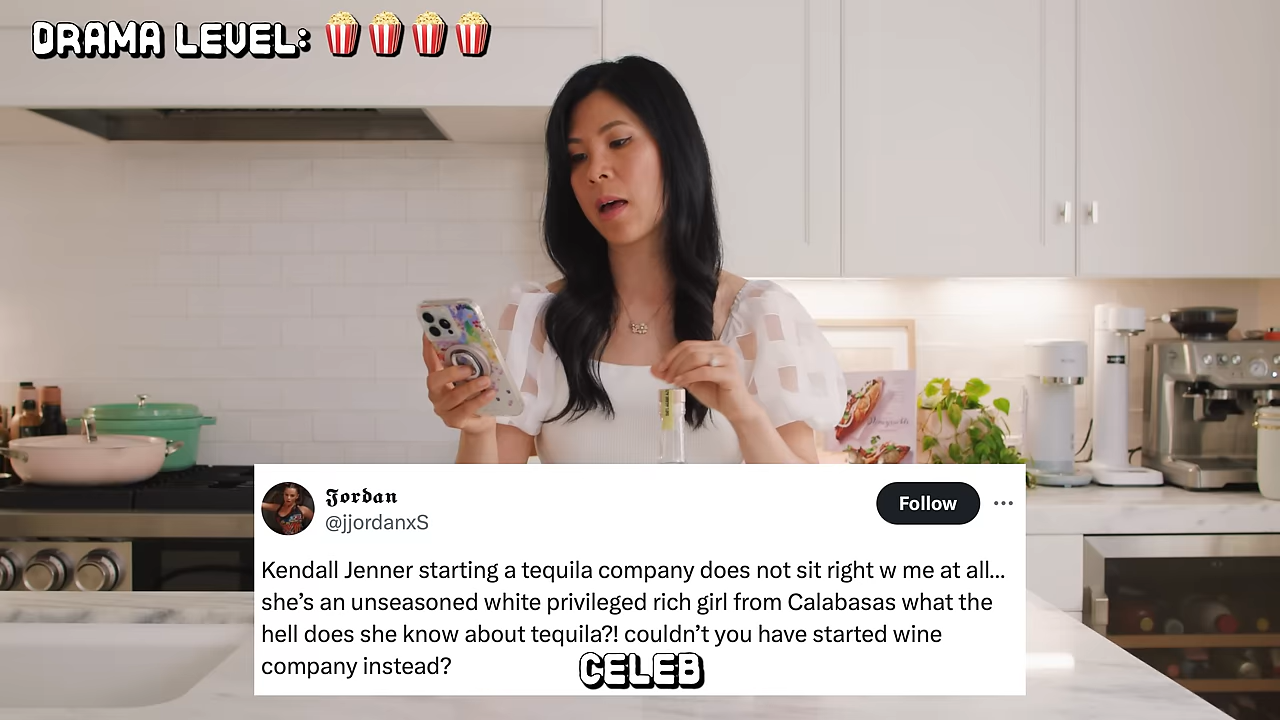 DRAMA LEVEL: 🍿🍿🍿🍿
𝕵𝖔𝖗𝖉𝖆𝖓
@jjordanxS
Follow
Kendall Jenner starting a tequila company does not sit right w me at all...
she’s an unseasoned white privileged rich girl from Calabasas what the
hell does she know about tequila?! couldn’t you have started wine
company instead?
CELEB